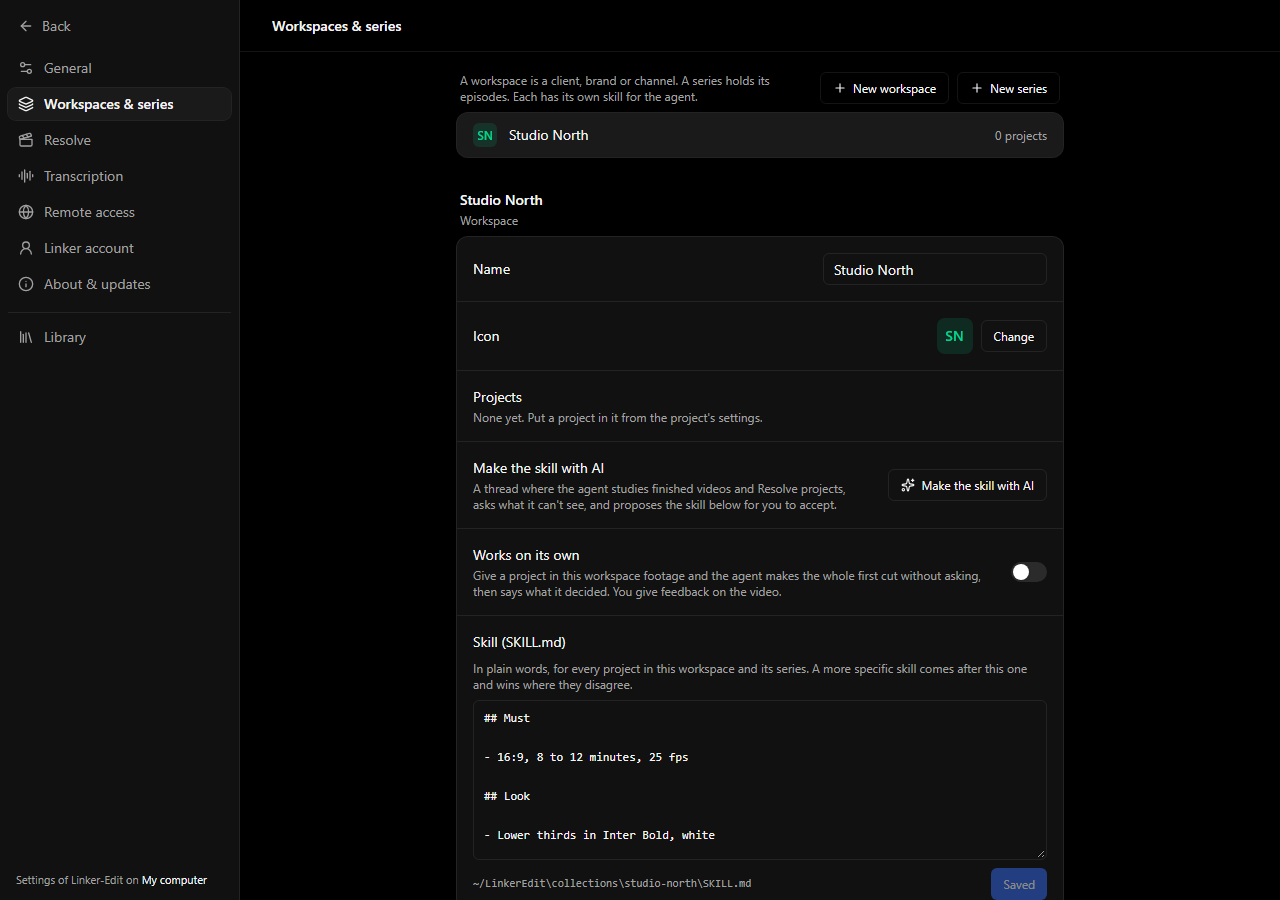 Back
General
Workspaces & series
Resolve
Transcription
Remote access
Linker account
About & updates
Library
Settings of Linker-Edit on My computer
Workspaces & series
A workspace is a client, brand or channel. A series holds its
episodes. Each has its own skill for the agent.
New workspace
New series
SN
Studio North
0 projects
Studio North
Workspace
Name
Studio North
Icon
SN
Change
Projects
None yet. Put a project in it from the project's settings.
Make the skill with AI
A thread where the agent studies finished videos and Resolve projects,
asks what it can't see, and proposes the skill below for you to accept.
Make the skill with AI
Works on its own
Give a project in this workspace footage and the agent makes the whole first cut without asking,
then says what it decided. You give feedback on the video.
Skill (SKILL.md)
In plain words, for every project in this workspace and its series. A more specific skill comes after this one
and wins where they disagree.
## Must
- 16:9, 8 to 12 minutes, 25 fps
## Look
- Lower thirds in Inter Bold, white
~/LinkerEdit\collections\studio-north\SKILL.md
Saved